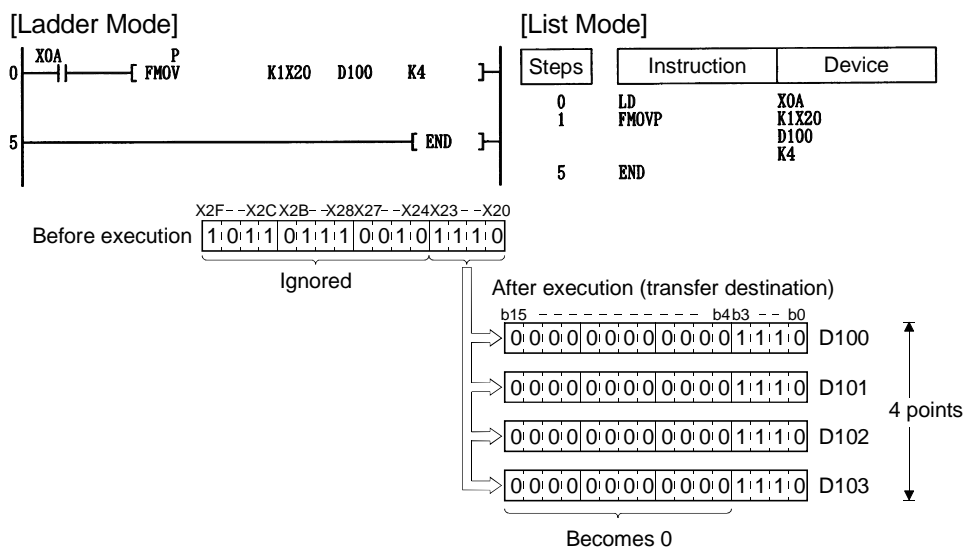 [Ladder Mode]
[List Mode]
X0A P
0 FMOV K1X20 D100 K4
5 END
Steps Instruction Device
0 LD X0A
1 FMOVP K1X20
D100
K4
5 END
X2F X2C X2B X28 X27 X24 X23 X20
Before execution 1 0 1 1 0 1 1 1 0 0 1 0 1 1 1 0
Ignored
After execution (transfer destination)
b15 b4 b3 b0
0 0 0 0 0 0 0 0 0 0 0 0 1 1 1 0 D100
0 0 0 0 0 0 0 0 0 0 0 0 1 1 1 0 D101
4 points
0 0 0 0 0 0 0 0 0 0 0 0 1 1 1 0 D102
0 0 0 0 0 0 0 0 0 0 0 0 1 1 1 0 D103
Becomes 0